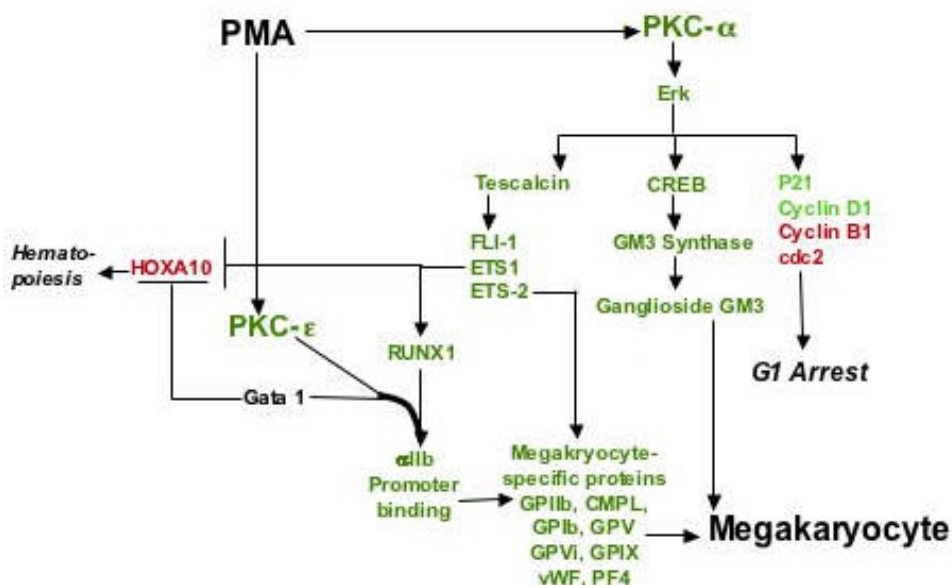 PMA
PKC-α
Erk
Tescalcin
CREB
P21
Cyclin D1
Cyclin B1
cdc2
FLI-1
ETS1
ETS-2
GM3 Synthase
Hemato-
poiesis
HOXA10
Ganglioside GM3
PKC-ε
RUNX1
G1 Arrest
Gata 1
αIIb
Promoter
binding
Megakryocyte-
specific proteins
GPIIb, CMPL,
GPIb, GPV
GPVi, GPIX
vWF, PF4
Megakaryocyte